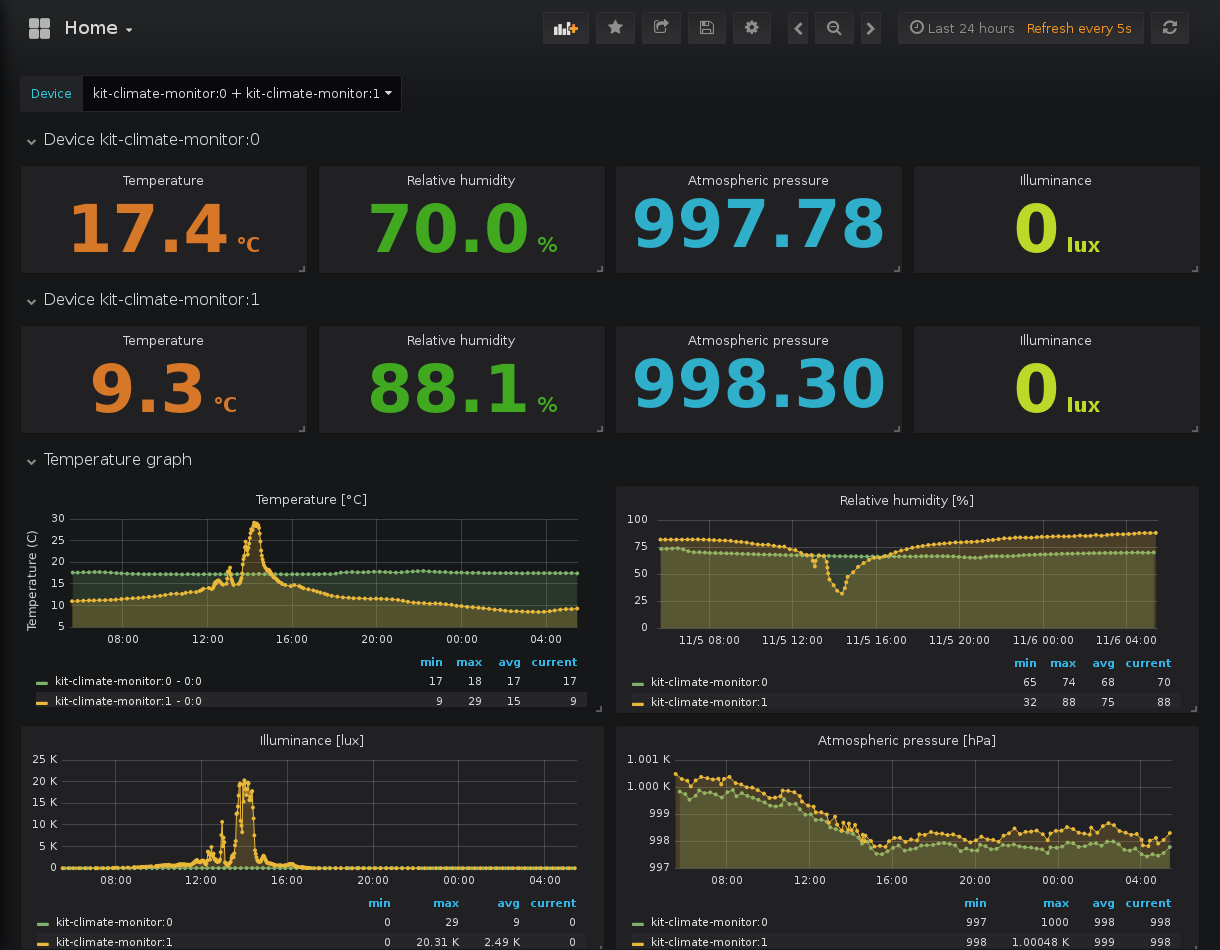 Home
Last 24 hours Refresh every 5s
Device kit-climate-monitor:0 + kit-climate-monitor:1
Device kit-climate-monitor:0
Temperature Relative humidity Atmospheric pressure Illuminance
17.4 °C 70.0 % 997.78 0 lux
Device kit-climate-monitor:1
Temperature Relative humidity Atmospheric pressure Illuminance
9.3 °C 88.1 % 998.30 0 lux
Temperature graph
Temperature [°C]
Temperature (C)
30
25
20
15
10
5
08:00 12:00 16:00 20:00 00:00 04:00
min max avg current
kit-climate-monitor:0 - 0:0 17 18 17 17
kit-climate-monitor:1 - 0:0 9 29 15 9
Relative humidity [%]
100
75
50
25
0
11/5 08:00 11/5 12:00 11/5 16:00 11/5 20:00 11/6 00:00 11/6 04:00
min max avg current
kit-climate-monitor:0 65 74 68 70
kit-climate-monitor:1 32 88 75 88
Illuminance [lux]
25 K
20 K
15 K
10 K
5 K
0
08:00 12:00 16:00 20:00 00:00 04:00
min max avg current
kit-climate-monitor:0 0 29 9 0
kit-climate-monitor:1 0 20.31 K 2.49 K 0
Atmospheric pressure [hPa]
1.001 K
1.000 K
999
998
997
08:00 12:00 16:00 20:00 00:00 04:00
min max avg current
kit-climate-monitor:0 997 1000 998 998
kit-climate-monitor:1 998 1.00048 K 999 998